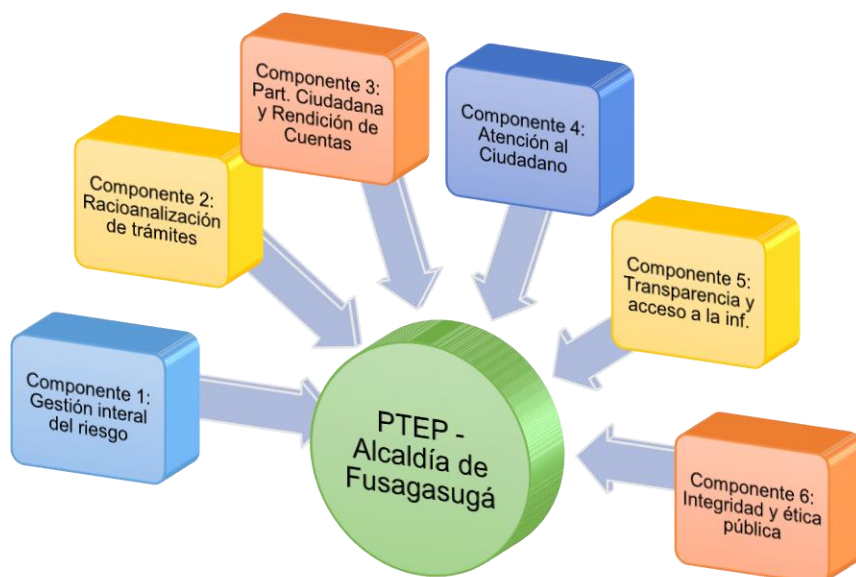 Componente 1:
Gestión interal
del riesgo
Componente 2:
Racioanalización
de trámites
Componente 3:
Part. Ciudadana
y Rendición de
Cuentas
Componente 4:
Atención al
Ciudadano
Componente 5:
Transparencia y
acceso a la inf.
Componente 6:
Integridad y ética
pública
PTEP -
Alcaldía de
Fusagasugá